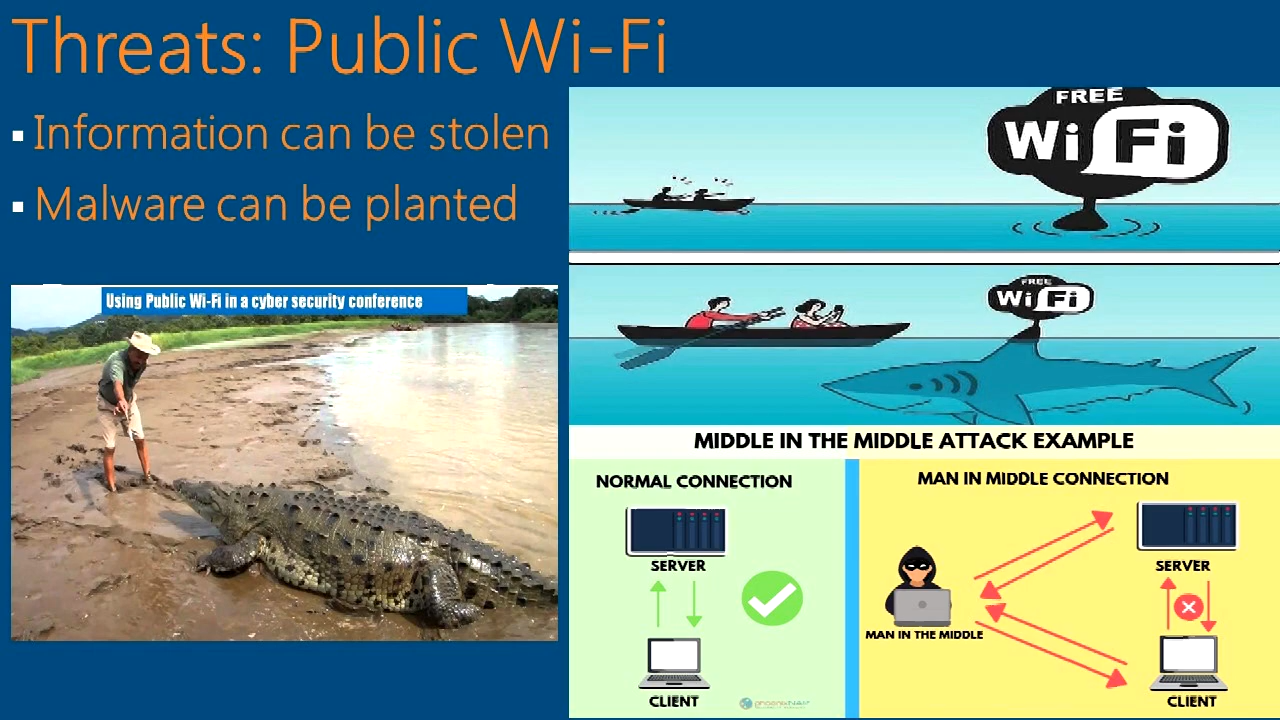 Threats: Public Wi-Fi
▪ Information can be stolen
▪ Malware can be planted
Using Public Wi-Fi in a cyber security conference
FREE
Wi Fi
FREE
Wi Fi
MIDDLE IN THE MIDDLE ATTACK EXAMPLE
NORMAL CONNECTION
SERVER
CLIENT
MAN IN MIDDLE CONNECTION
SERVER
MAN IN THE MIDDLE
CLIENT